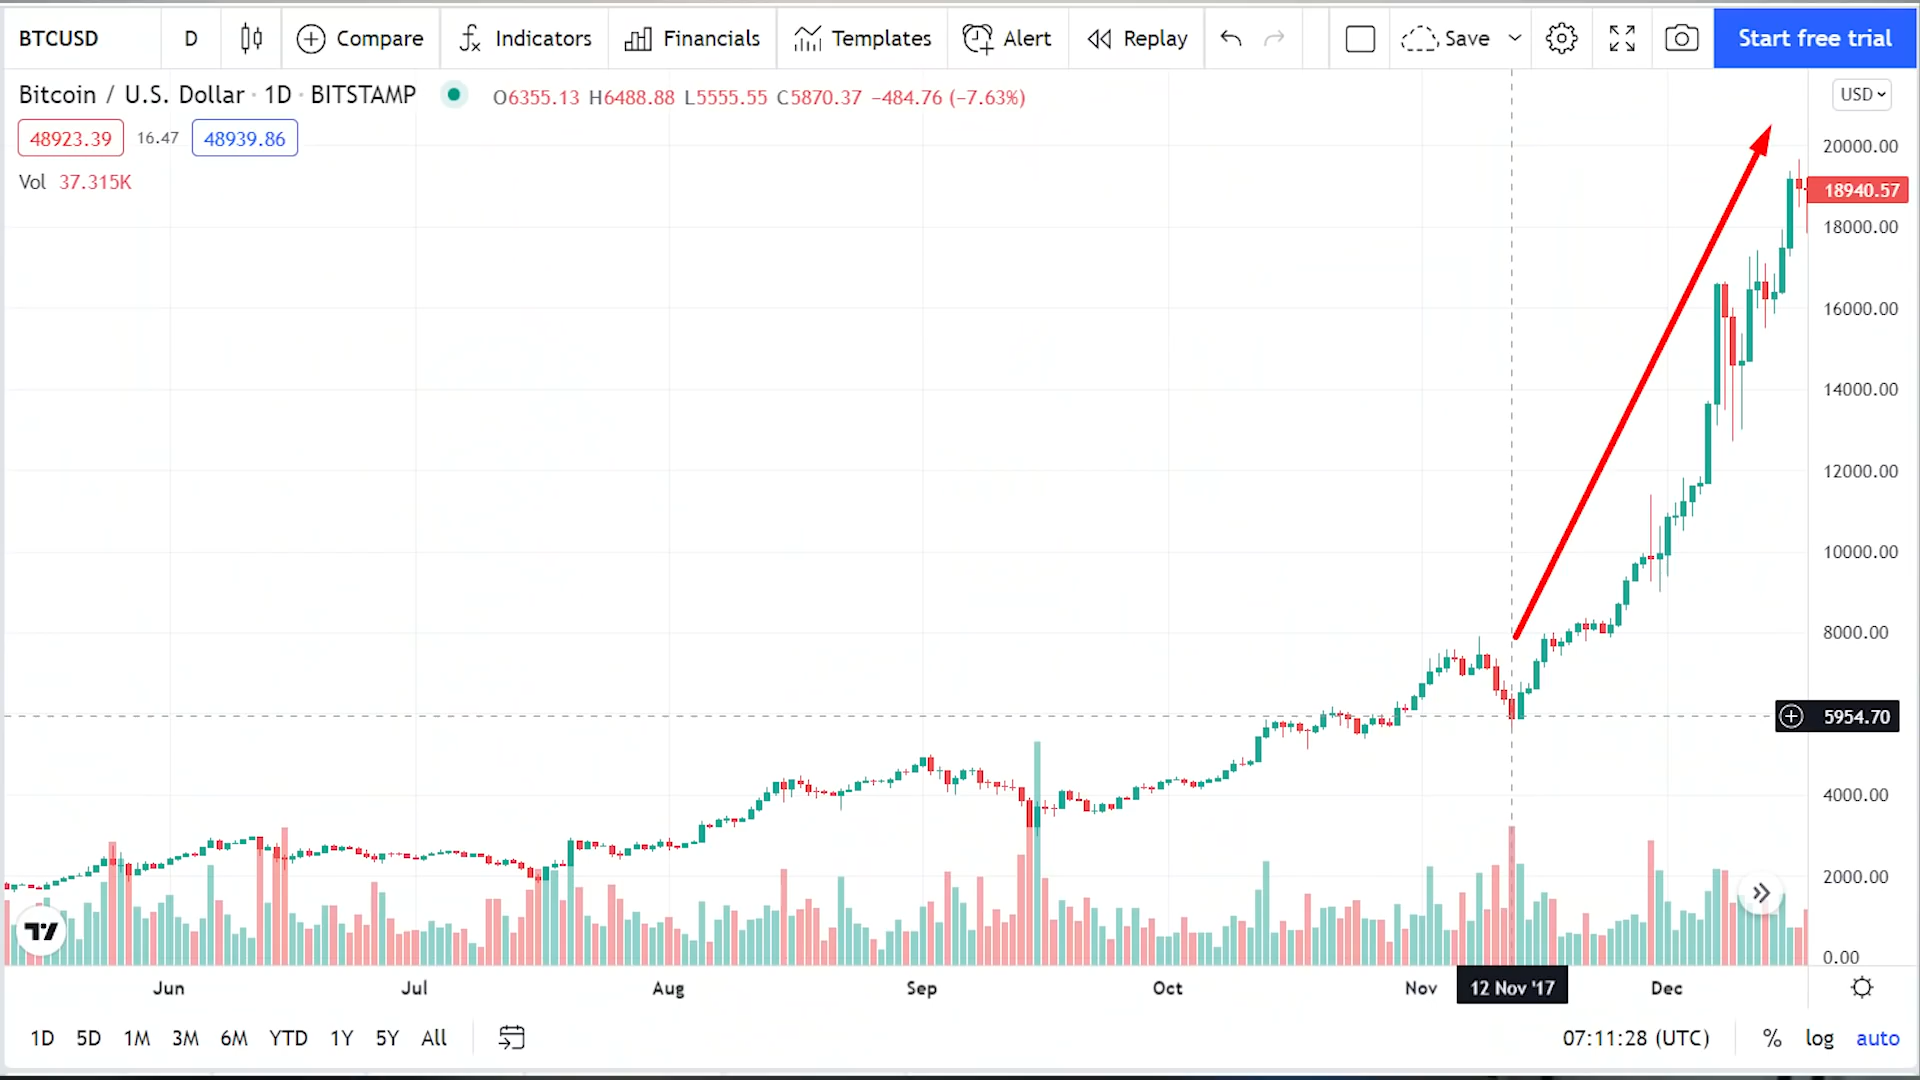 BTCUSD D Compare Indicators Financials Templates Alert Replay Save Start free trial
Bitcoin / U.S. Dollar · 1D · BITSTAMP O6355.13 H6488.88 L5555.55 C5870.37 −484.76 (−7.63%) USD
48923.39 16.47 48939.86
Vol 37.315K
20000.00
18940.57
18000.00
16000.00
14000.00
12000.00
10000.00
8000.00
5954.70
4000.00
2000.00
0.00
Jun Jul Aug Sep Oct Nov 12 Nov '17 Dec
1D 5D 1M 3M 6M YTD 1Y 5Y All 07:11:28 (UTC) % log auto